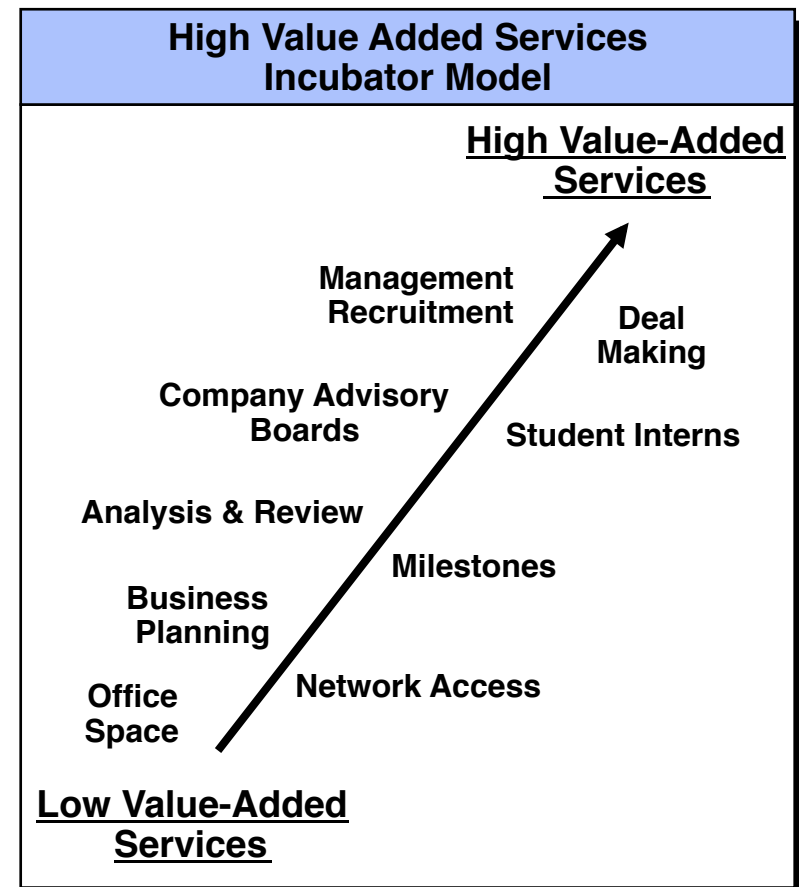 High Value Added Services
Incubator Model
High Value-Added
Services
Management
Recruitment
Deal
Making
Company Advisory
Boards
Student Interns
Analysis & Review
Milestones
Business
Planning
Network Access
Office
Space
Low Value-Added
Services